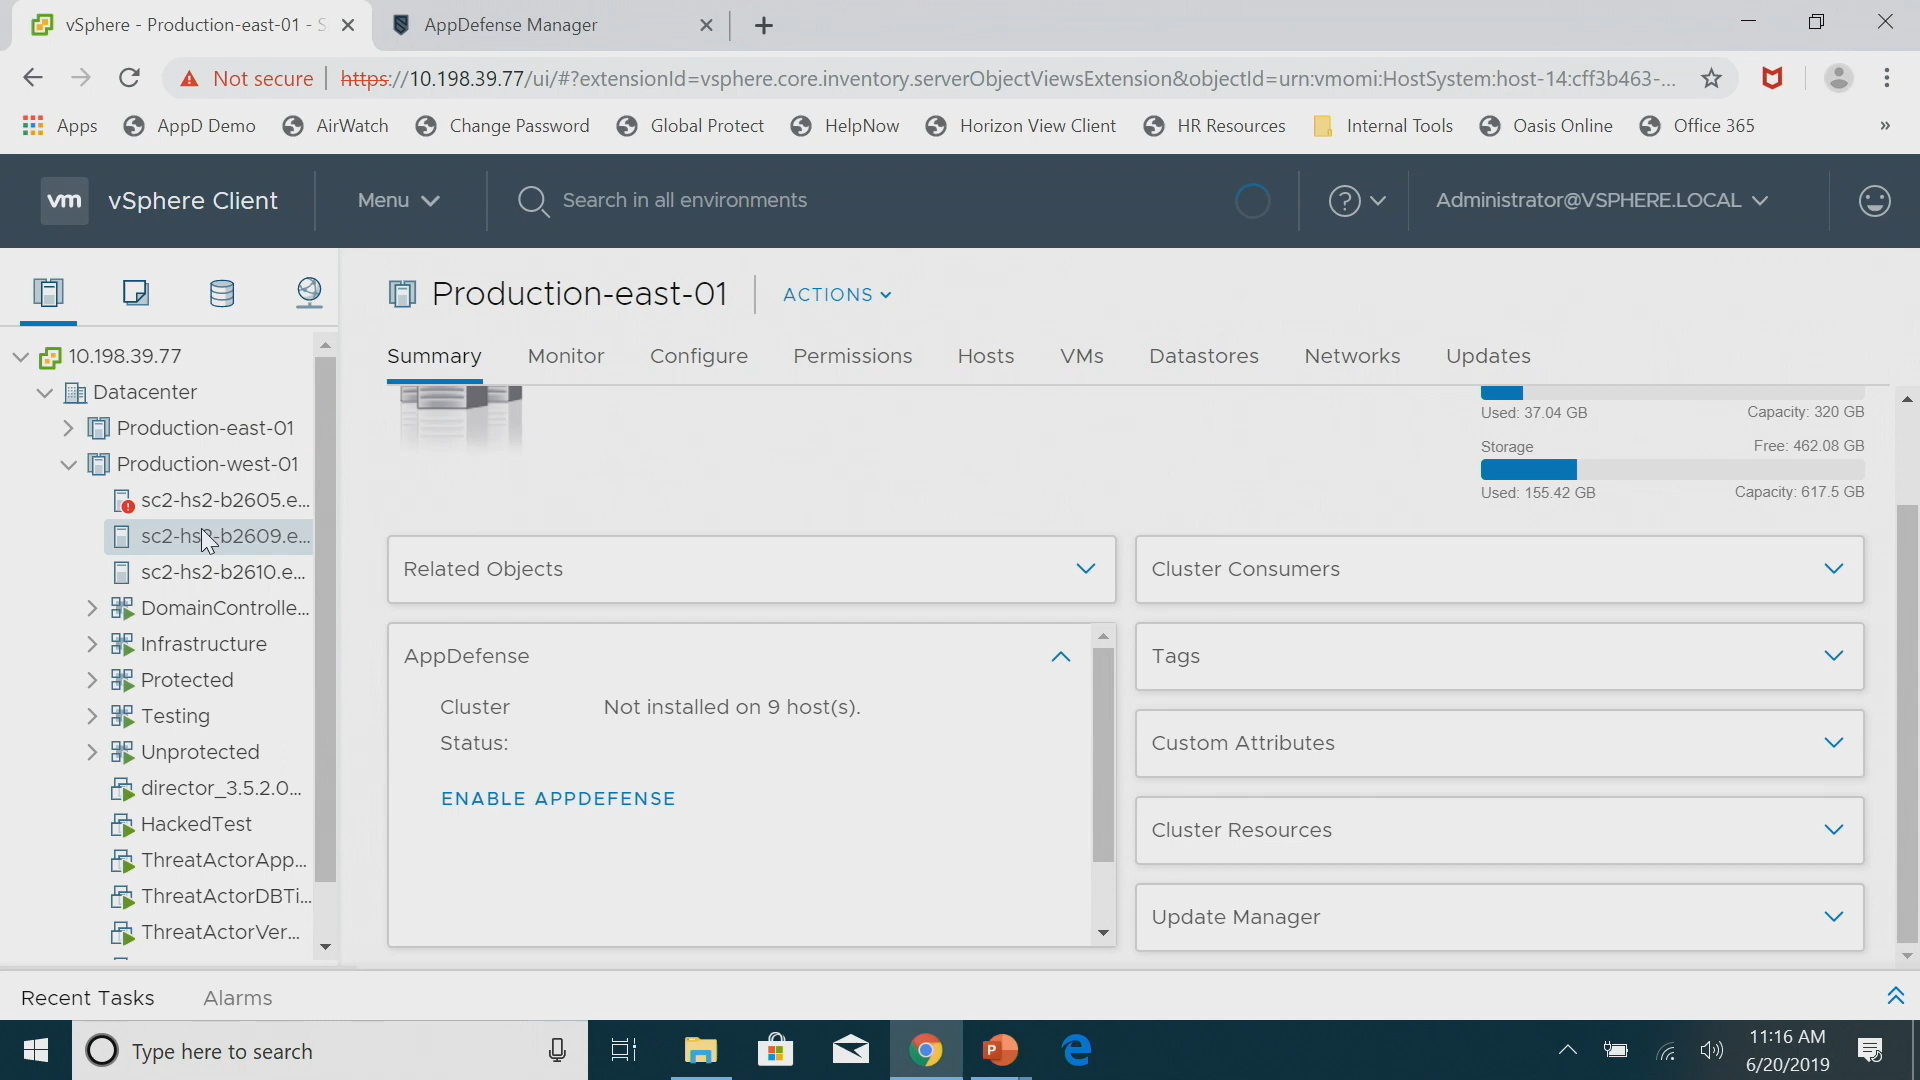 vSphere - Production-east-01 - S
AppDefense Manager
Not secure
https://10.198.39.77/ui/#?extensionId=vsphere.core.inventory.serverObjectViewsExtension&objectId=urn:vmomi:HostSystem:host-14:cff3b463-...
Apps AppD Demo AirWatch Change Password Global Protect HelpNow Horizon View Client HR Resources Internal Tools Oasis Online Office 365 »
vm vSphere Client Menu Search in all environments ? Administrator@VSPHERE.LOCAL
Production-east-01 ACTIONS
Summary Monitor Configure Permissions Hosts VMs Datastores Networks Updates
10.198.39.77
Datacenter
Production-east-01
Production-west-01
sc2-hs2-b2605.e...
sc2-hs2-b2609.e...
sc2-hs2-b2610.e...
DomainControlle...
Infrastructure
Protected
Testing
Unprotected
director_3.5.2.0...
HackedTest
ThreatActorApp...
ThreatActorDBTi...
ThreatActorVer...
Used: 37.04 GB Capacity: 320 GB
Storage Free: 462.08 GB
Used: 155.42 GB Capacity: 617.5 GB
Related Objects
AppDefense
Cluster Not installed on 9 host(s).
Status:
ENABLE APPDEFENSE
Cluster Consumers
Tags
Custom Attributes
Cluster Resources
Update Manager
Recent Tasks Alarms
Type here to search
11:16 AM
6/20/2019